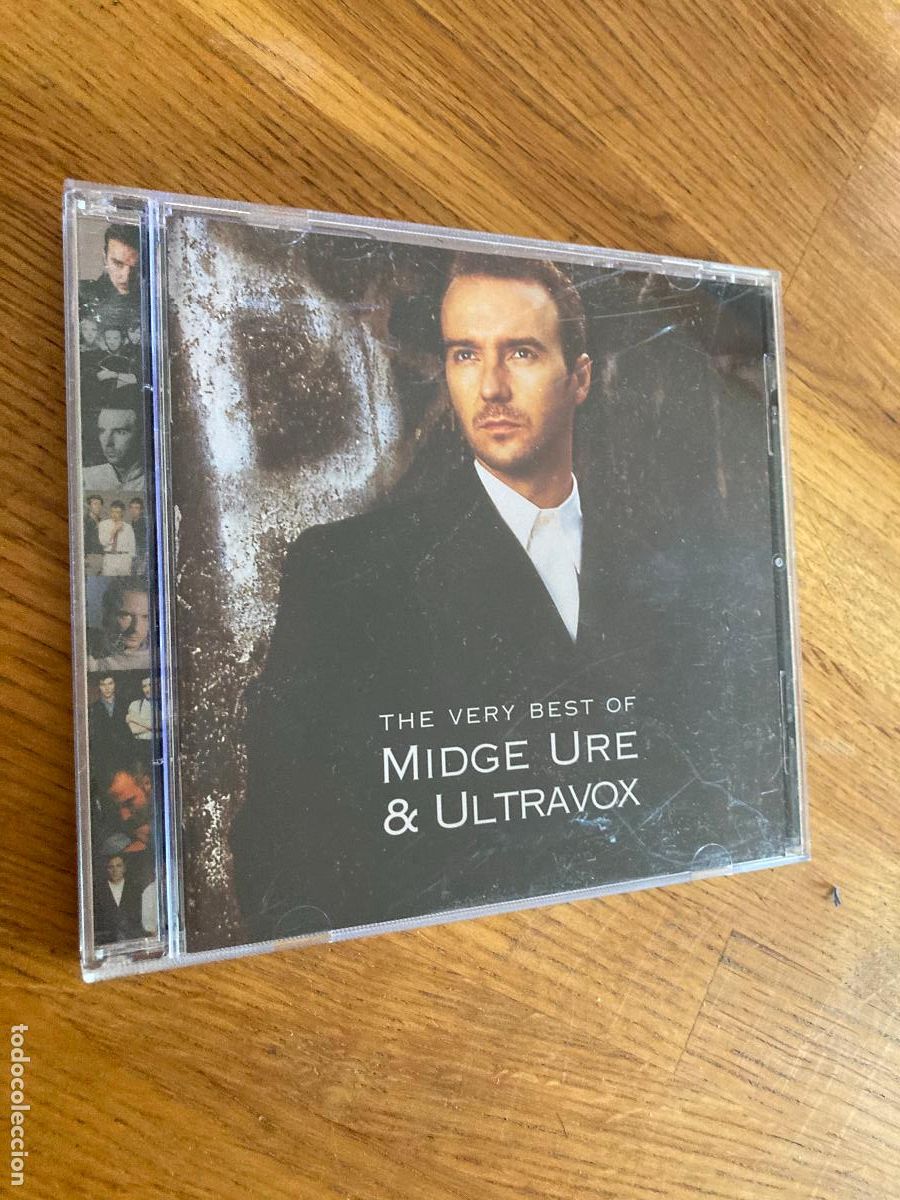 THE VERY BEST OF
MIDGE URE
& ULTRAVOX
todocoleccion